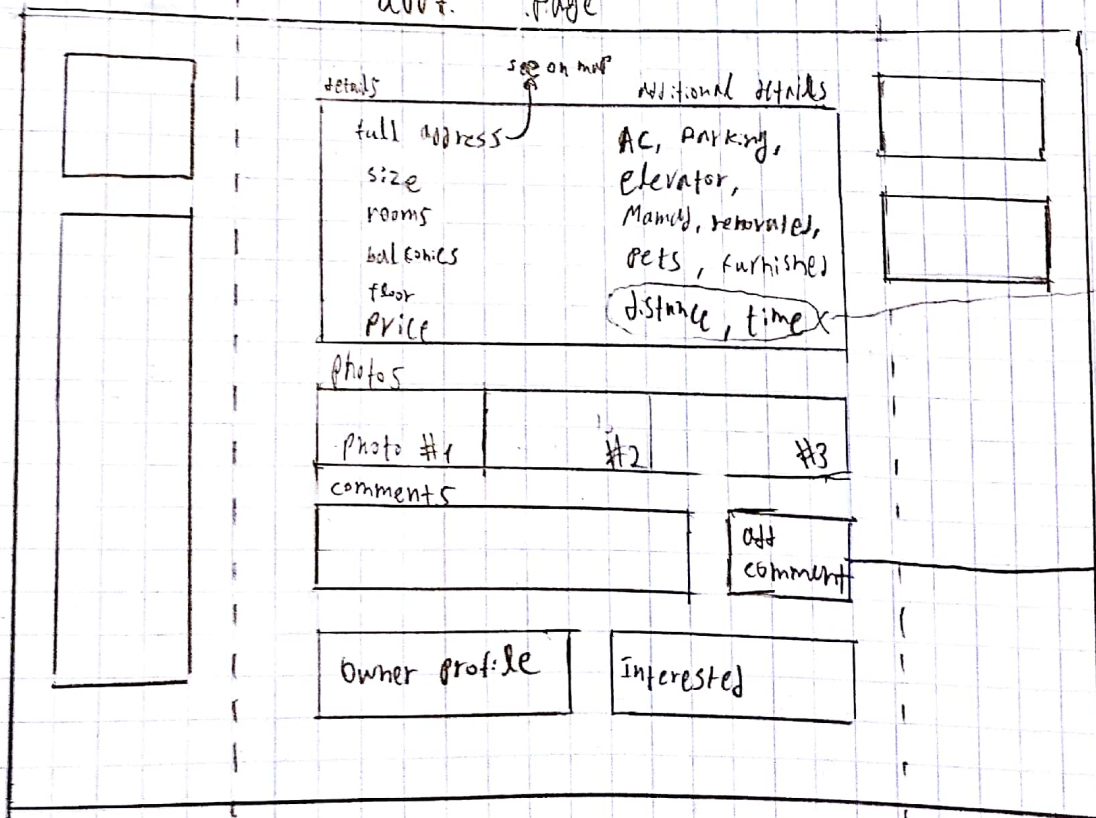 page
see on map
details
additional details
full address
AC, Parking,
size
elevator,
rooms
Mamad, renovated,
balconies
pets, furnished
floor
distance, time
price
photos
photo #1
#2
#3
comments
add
comment
Owner profile
Interested